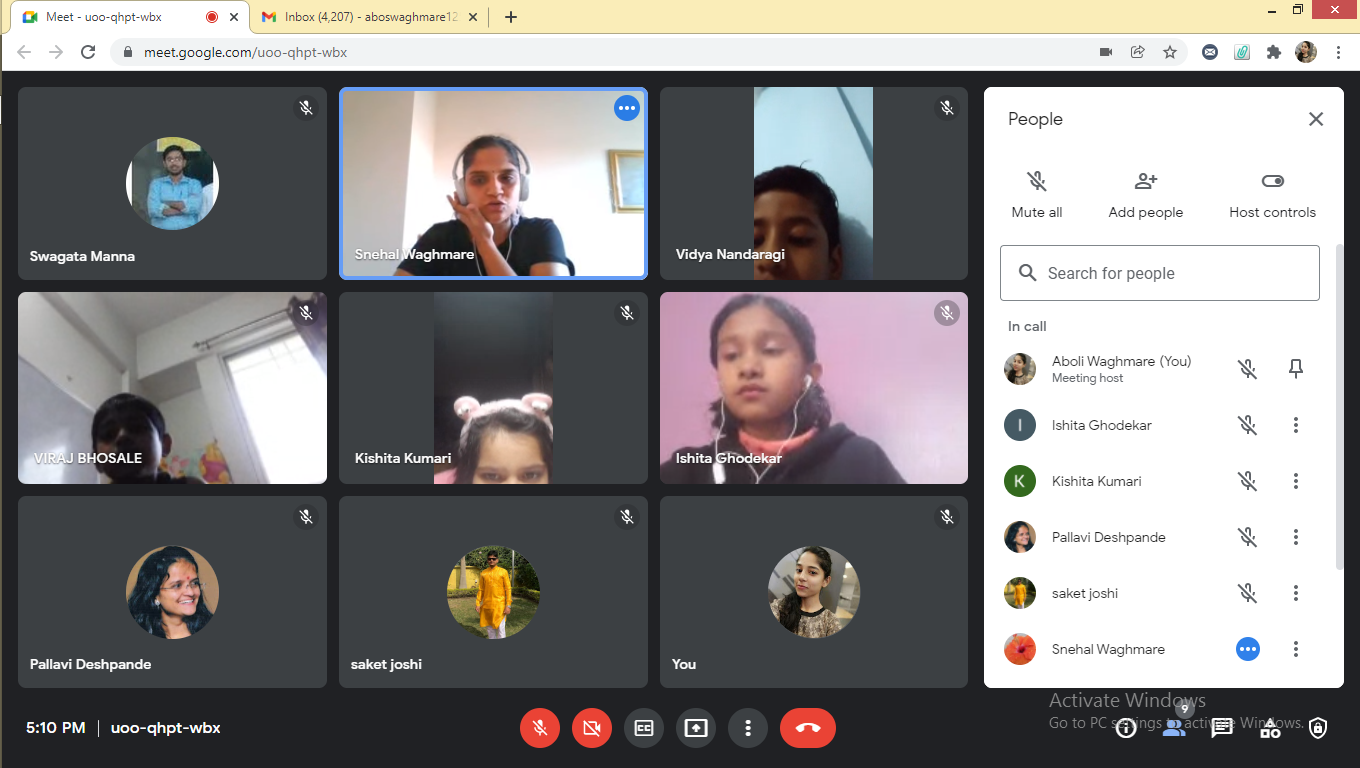 Meet - uoo-qhpt-wbx
Inbox (4,207) - aboswaghmare12
meet.google.com/uoo-qhpt-wbx
Swagata Manna
Snehal Waghmare
Vidya Nandaragi
VIRAJ BHOSALE
Kishita Kumari
Ishita Ghodekar
Pallavi Deshpande
saket joshi
You
People
Mute all
Add people
Host controls
Search for people
In call
Aboli Waghmare (You)
Meeting host
I
Ishita Ghodekar
K
Kishita Kumari
Pallavi Deshpande
saket joshi
Snehal Waghmare
Activate Windows
Go to PC settings to activate Windows.
5:10 PM
uoo-qhpt-wbx
CC
9